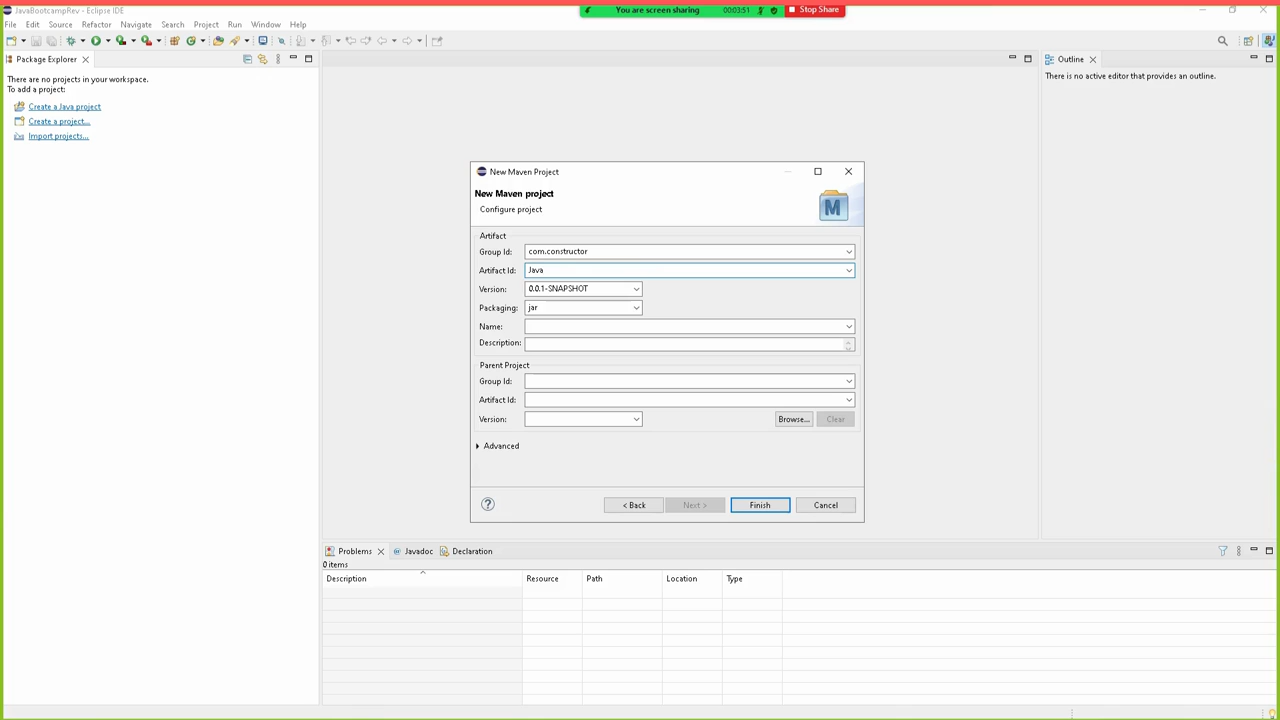 JavaBootcampRev - Eclipse IDE
You are screen sharing 00:03:51 Stop Share
File Edit Source Refactor Navigate Search Project Run Window Help
Package Explorer
Outline
There are no projects in your workspace.
To add a project:
Create a Java project
Create a project...
Import projects...
There is no active editor that provides an outline.
New Maven Project
New Maven project
Configure project
M
Artifact
Group Id: com.constructor
Artifact Id: Java
Version: 0.0.1-SNAPSHOT
Packaging: jar
Name:
Description:
Parent Project
Group Id:
Artifact Id:
Version: Browse... Clear
Advanced
? < Back Next > Finish Cancel
Problems @ Javadoc Declaration
0 items
Description Resource Path Location Type